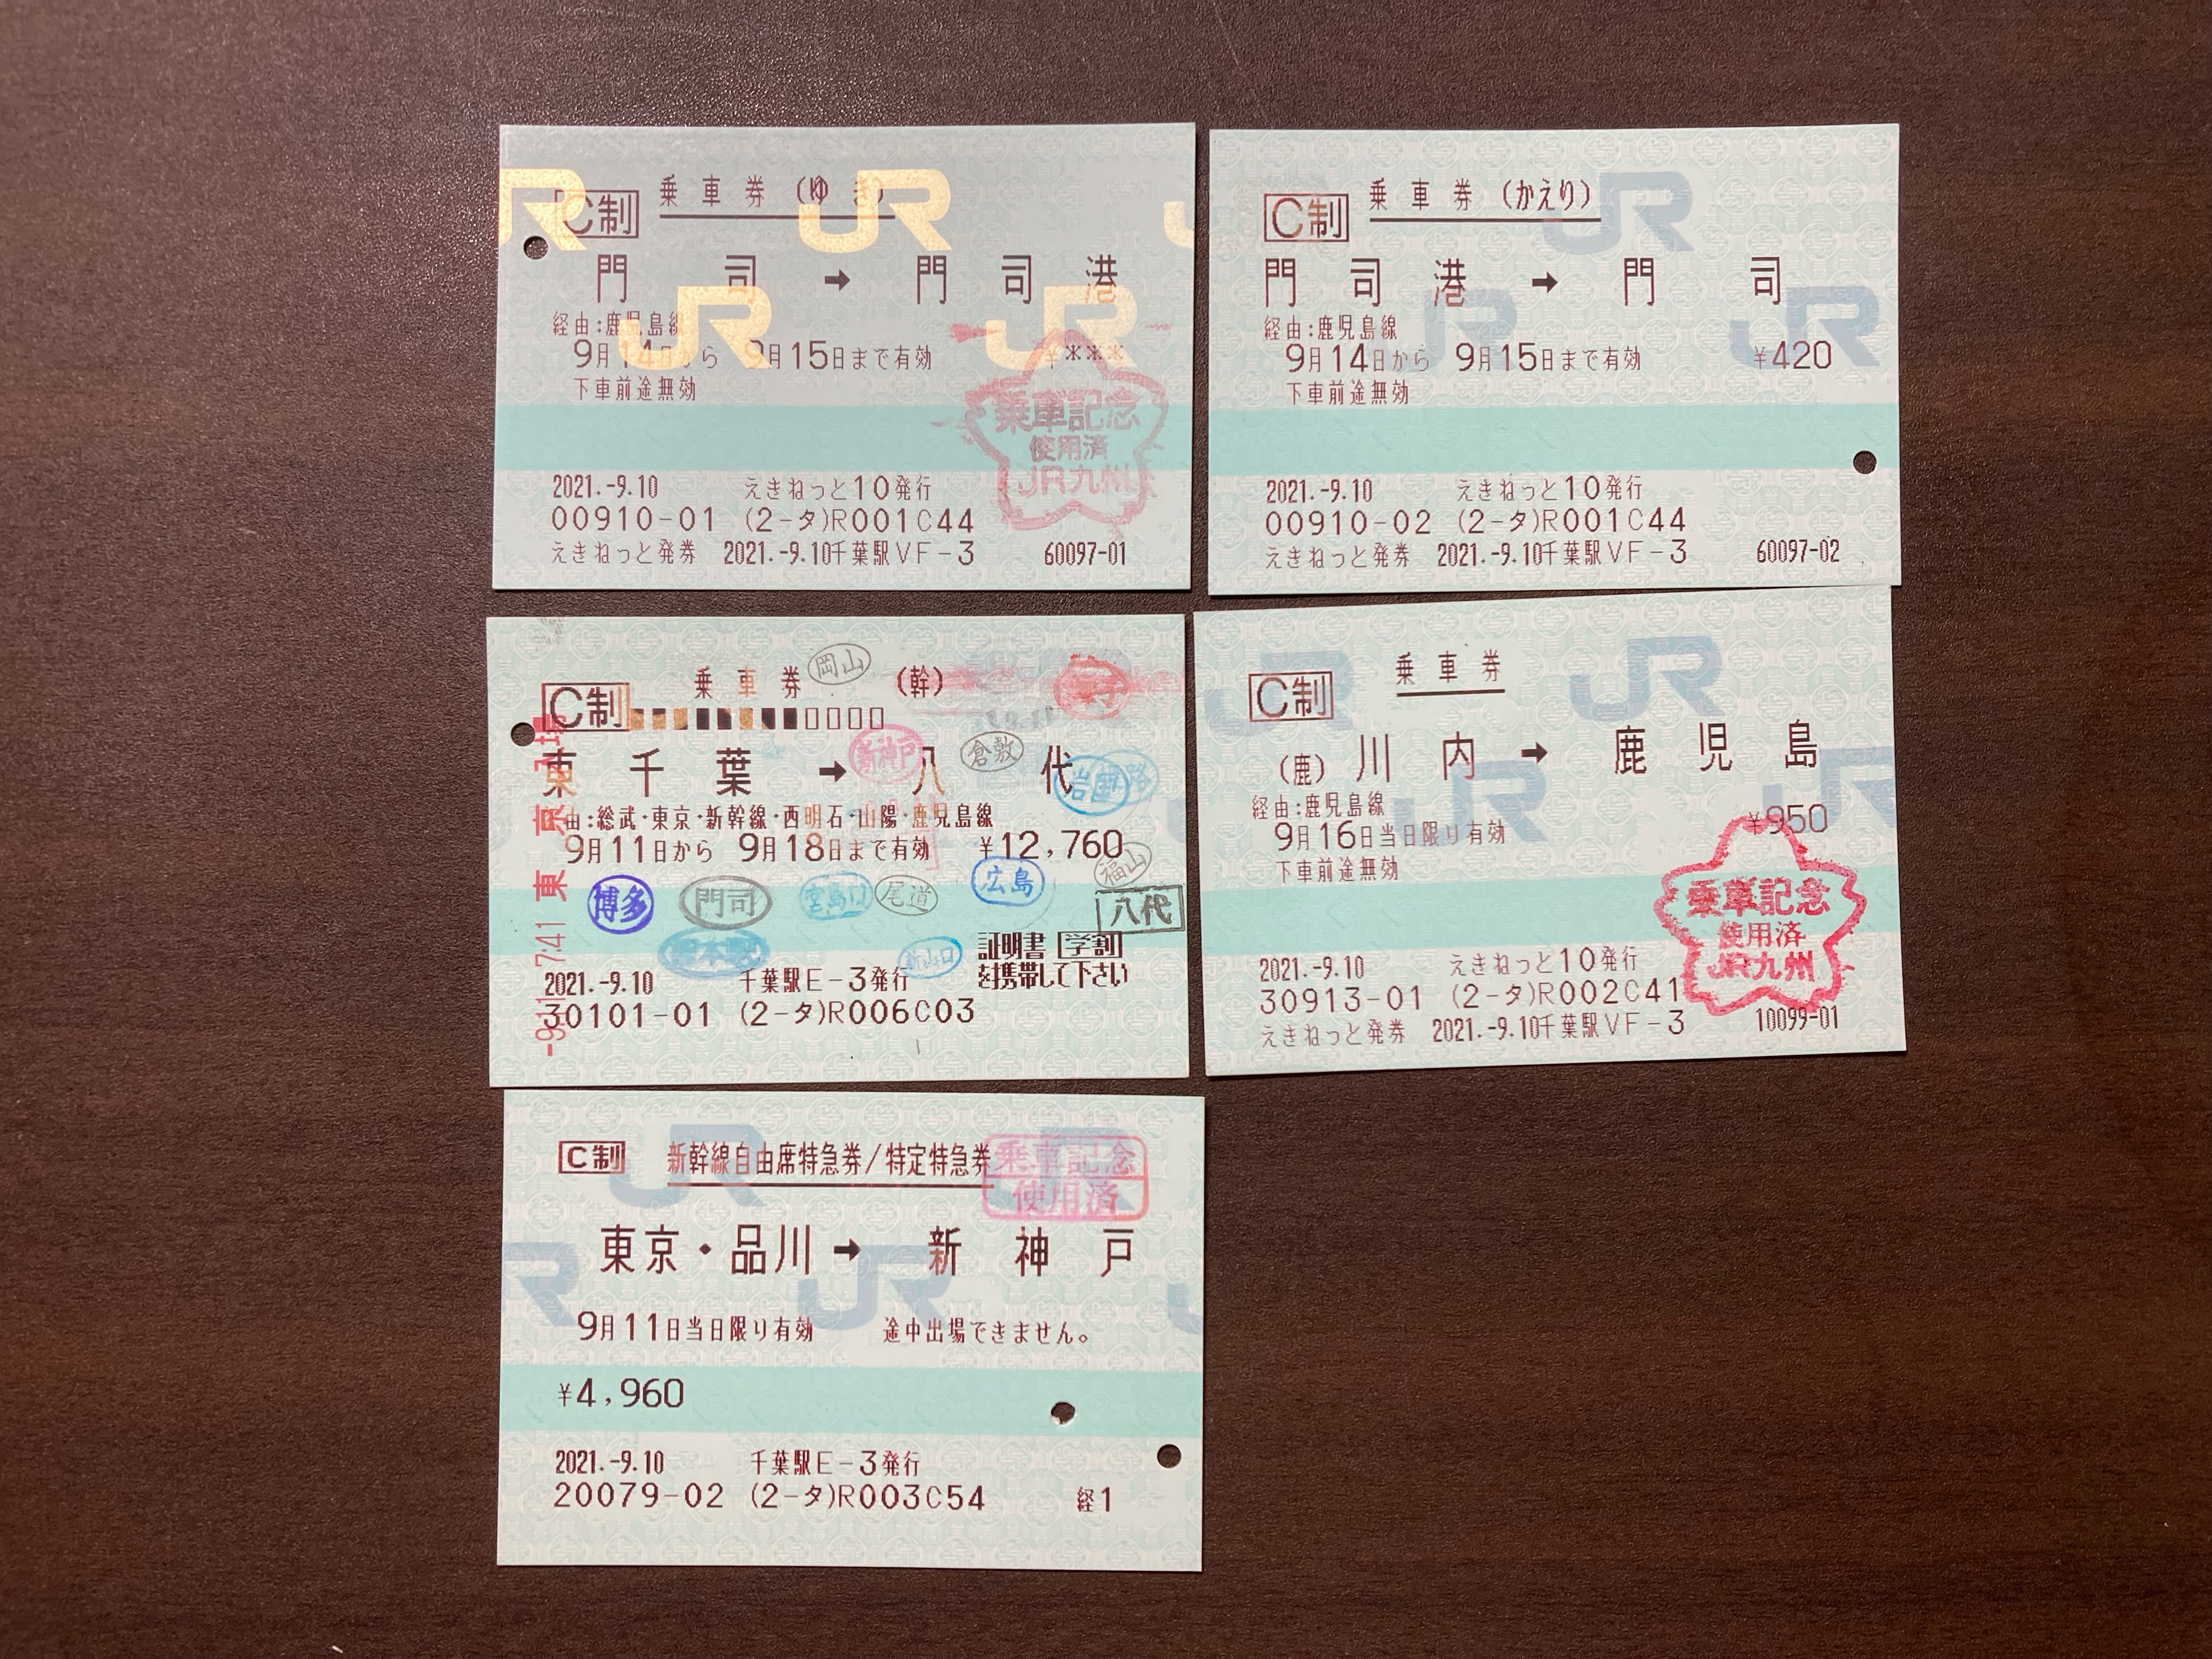 C制 乗車券(ゆき)
門司 → 門司港
経由:鹿児島線
9月14日から 9月15日まで有効 ¥***
下車前途無効
乗車記念
使用済
JR九州
2021.-9.10 えきねっと10発行
00910-01 (2-タ)R001C44
えきねっと発券 2021.-9.10千葉駅VF-3 60097-01
JR
JR
JR
JR
C制 乗車券(かえり)
門司港 → 門司
経由:鹿児島線
9月14日から 9月15日まで有効 ¥420
下車前途無効
2021.-9.10 えきねっと10発行
00910-02 (2-タ)R001C44
えきねっと発券 2021.-9.10千葉駅VF-3 60097-02
JR
JR
JR
C制 乗車券 (幹)
東千葉 → 八代
由:総武・東京・新幹線・西明石・山陽・鹿児島線
9月11日から 9月18日まで有効 ¥12,760
岡山
新神戸
倉敷
岩国
福山
博多
門司
宮島口
尾道
広島
八代
新山口
証明書 学割
を携帯して下さい
2021.-9.10 千葉駅E-3発行
30101-01 (2-タ)R006C03
C制 乗車券
(鹿)川内 → 鹿児島
経由:鹿児島線 ¥950
9月16日当日限り有効
下車前途無効
乗車記念
使用済
JR九州
2021.-9.10 えきねっと10発行
30913-01 (2-タ)R002C41
えきねっと発券 2021.-9.10千葉駅VF-3 10099-01
JR
JR
JR
C制 新幹線自由席特急券/特定特急券
乗車記念
使用済
東京・品川 → 新神戸
9月11日当日限り有効 途中出場できません。
¥4,960
2021.-9.10 千葉駅E-3発行
20079-02 (2-タ)R003C54 経1
JR
JR
JR